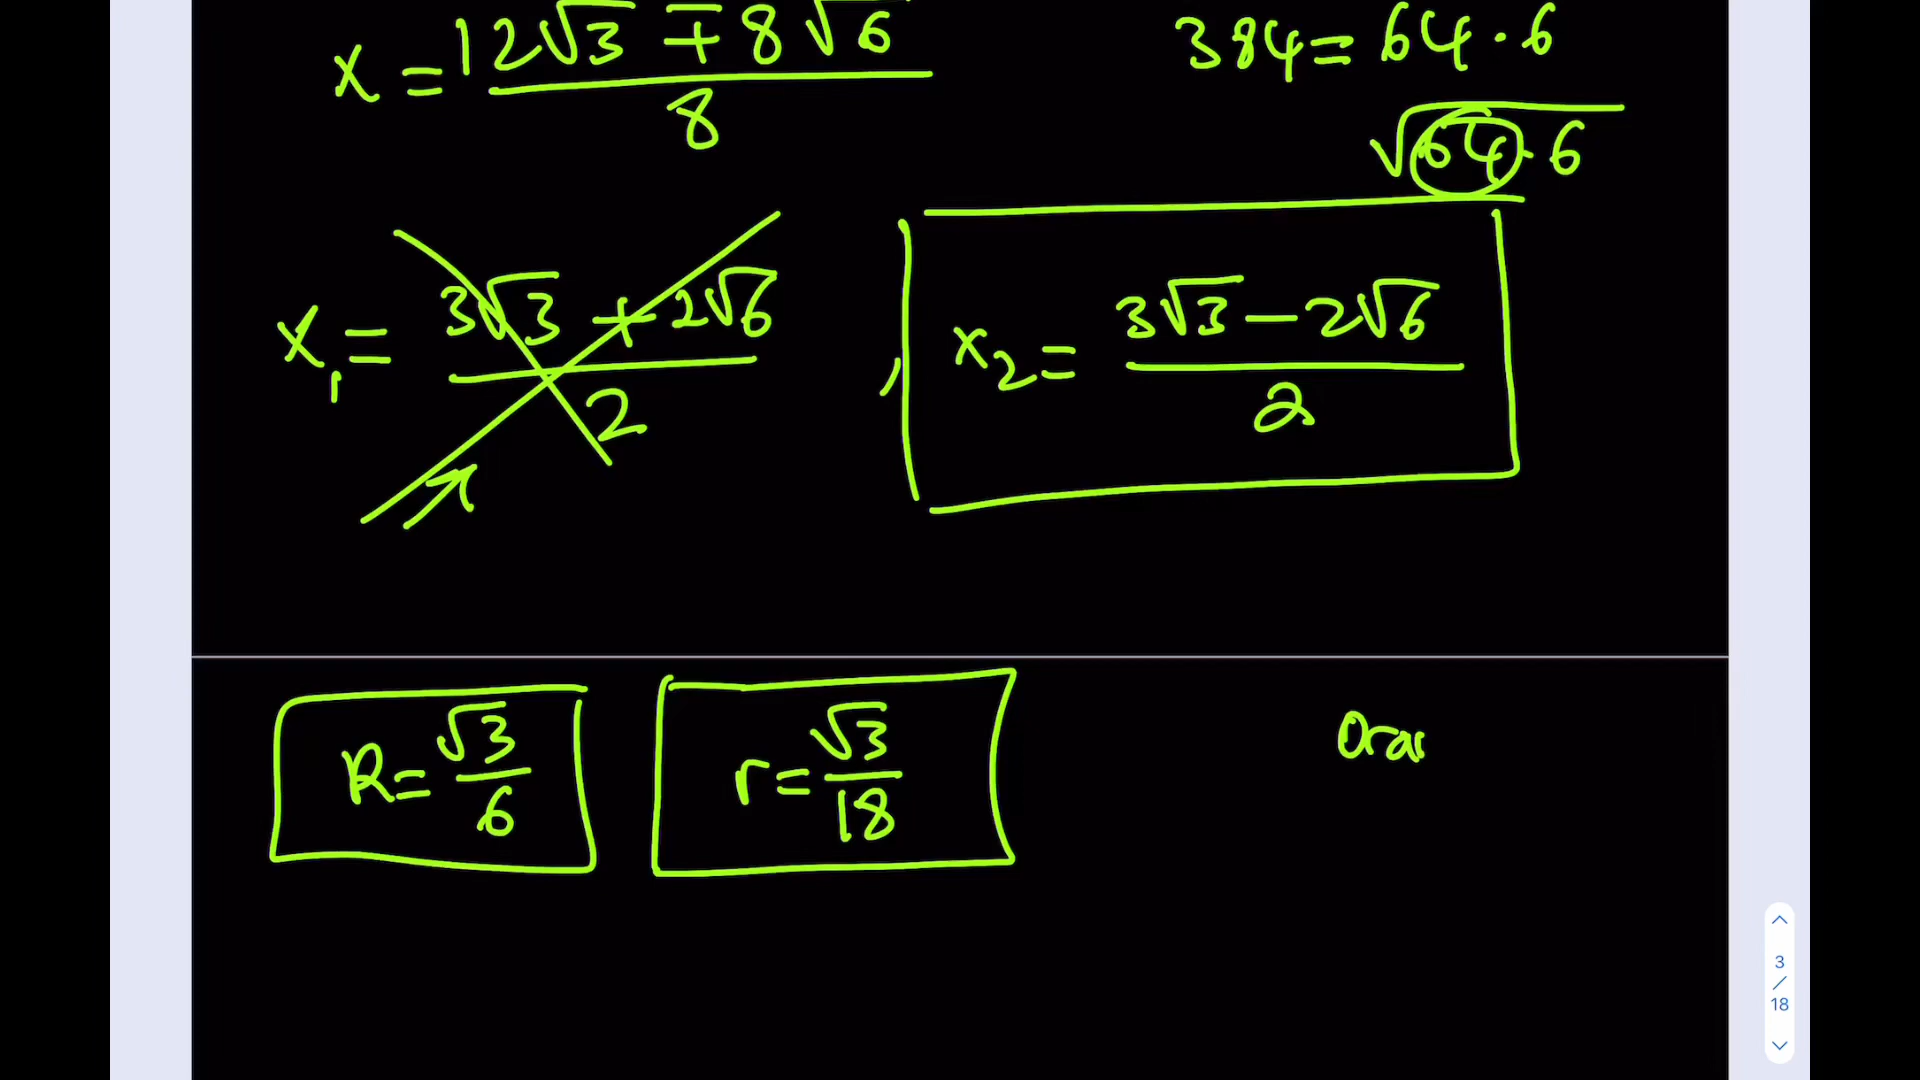 x = (12√3 ∓ 8√6)/8
384 = 64 · 6
√(64 · 6)
x₁ = (3√3 + 2√6)/2 , x₂ = (3√3 − 2√6)/2
R = √3/6
r = √3/18
Orar
3
/
18